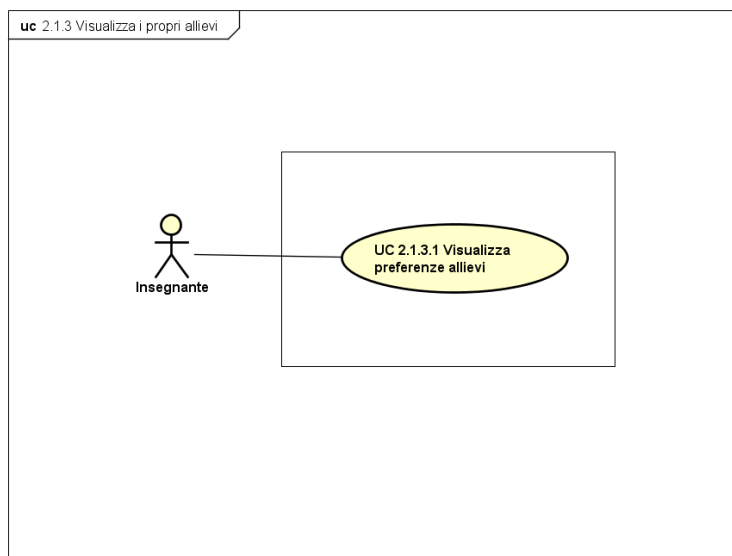 uc 2.1.3 Visualizza i propri allievi
UC 2.1.3.1 Visualizza
preferenze allievi
Insegnante